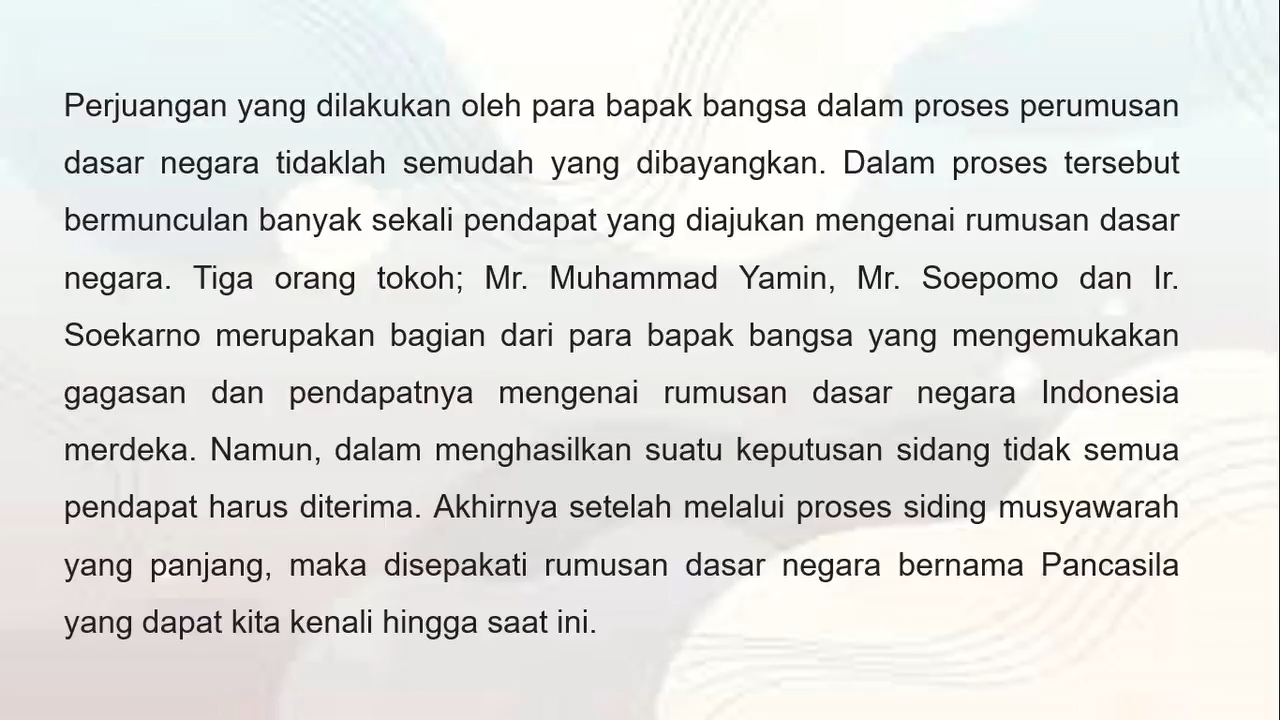 Perjuangan yang dilakukan oleh para bapak bangsa dalam proses perumusan
dasar negara tidaklah semudah yang dibayangkan. Dalam proses tersebut
bermunculan banyak sekali pendapat yang diajukan mengenai rumusan dasar
negara. Tiga orang tokoh; Mr. Muhammad Yamin, Mr. Soepomo dan Ir.
Soekarno merupakan bagian dari para bapak bangsa yang mengemukakan
gagasan dan pendapatnya mengenai rumusan dasar negara Indonesia
merdeka. Namun, dalam menghasilkan suatu keputusan sidang tidak semua
pendapat harus diterima. Akhirnya setelah melalui proses siding musyawarah
yang panjang, maka disepakati rumusan dasar negara bernama Pancasila
yang dapat kita kenali hingga saat ini.